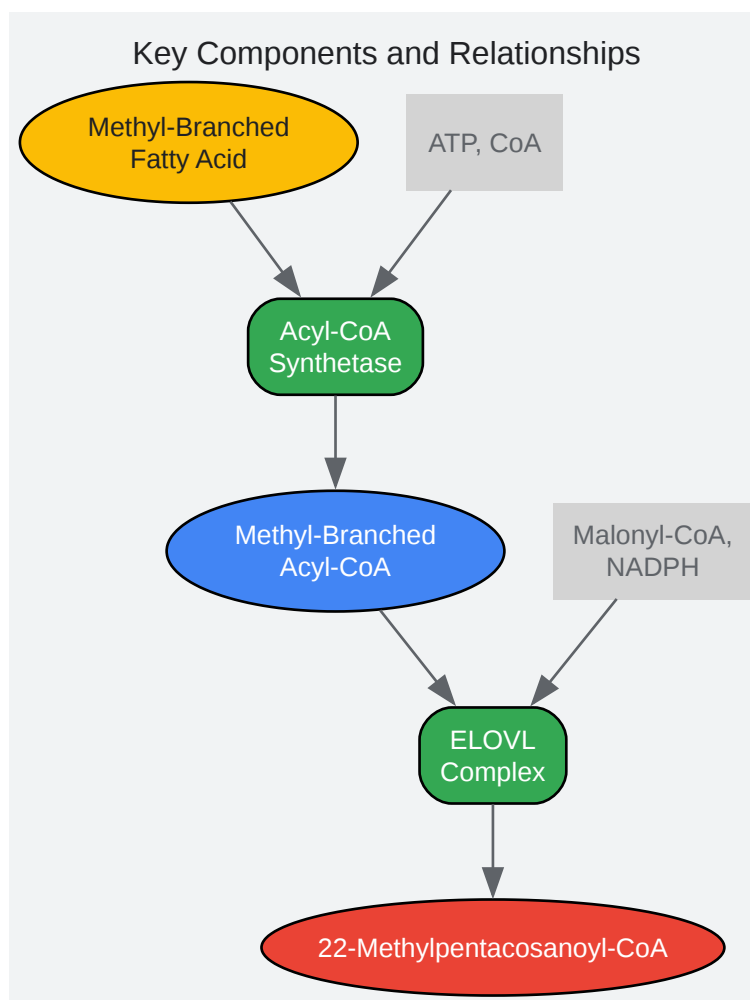 Key Components and Relationships
Methyl-Branched
Fatty Acid
ATP, CoA
Acyl-CoA
Synthetase
Methyl-Branched
Acyl-CoA
Malonyl-CoA,
NADPH
ELOVL
Complex
22-Methylpentacosanoyl-CoA